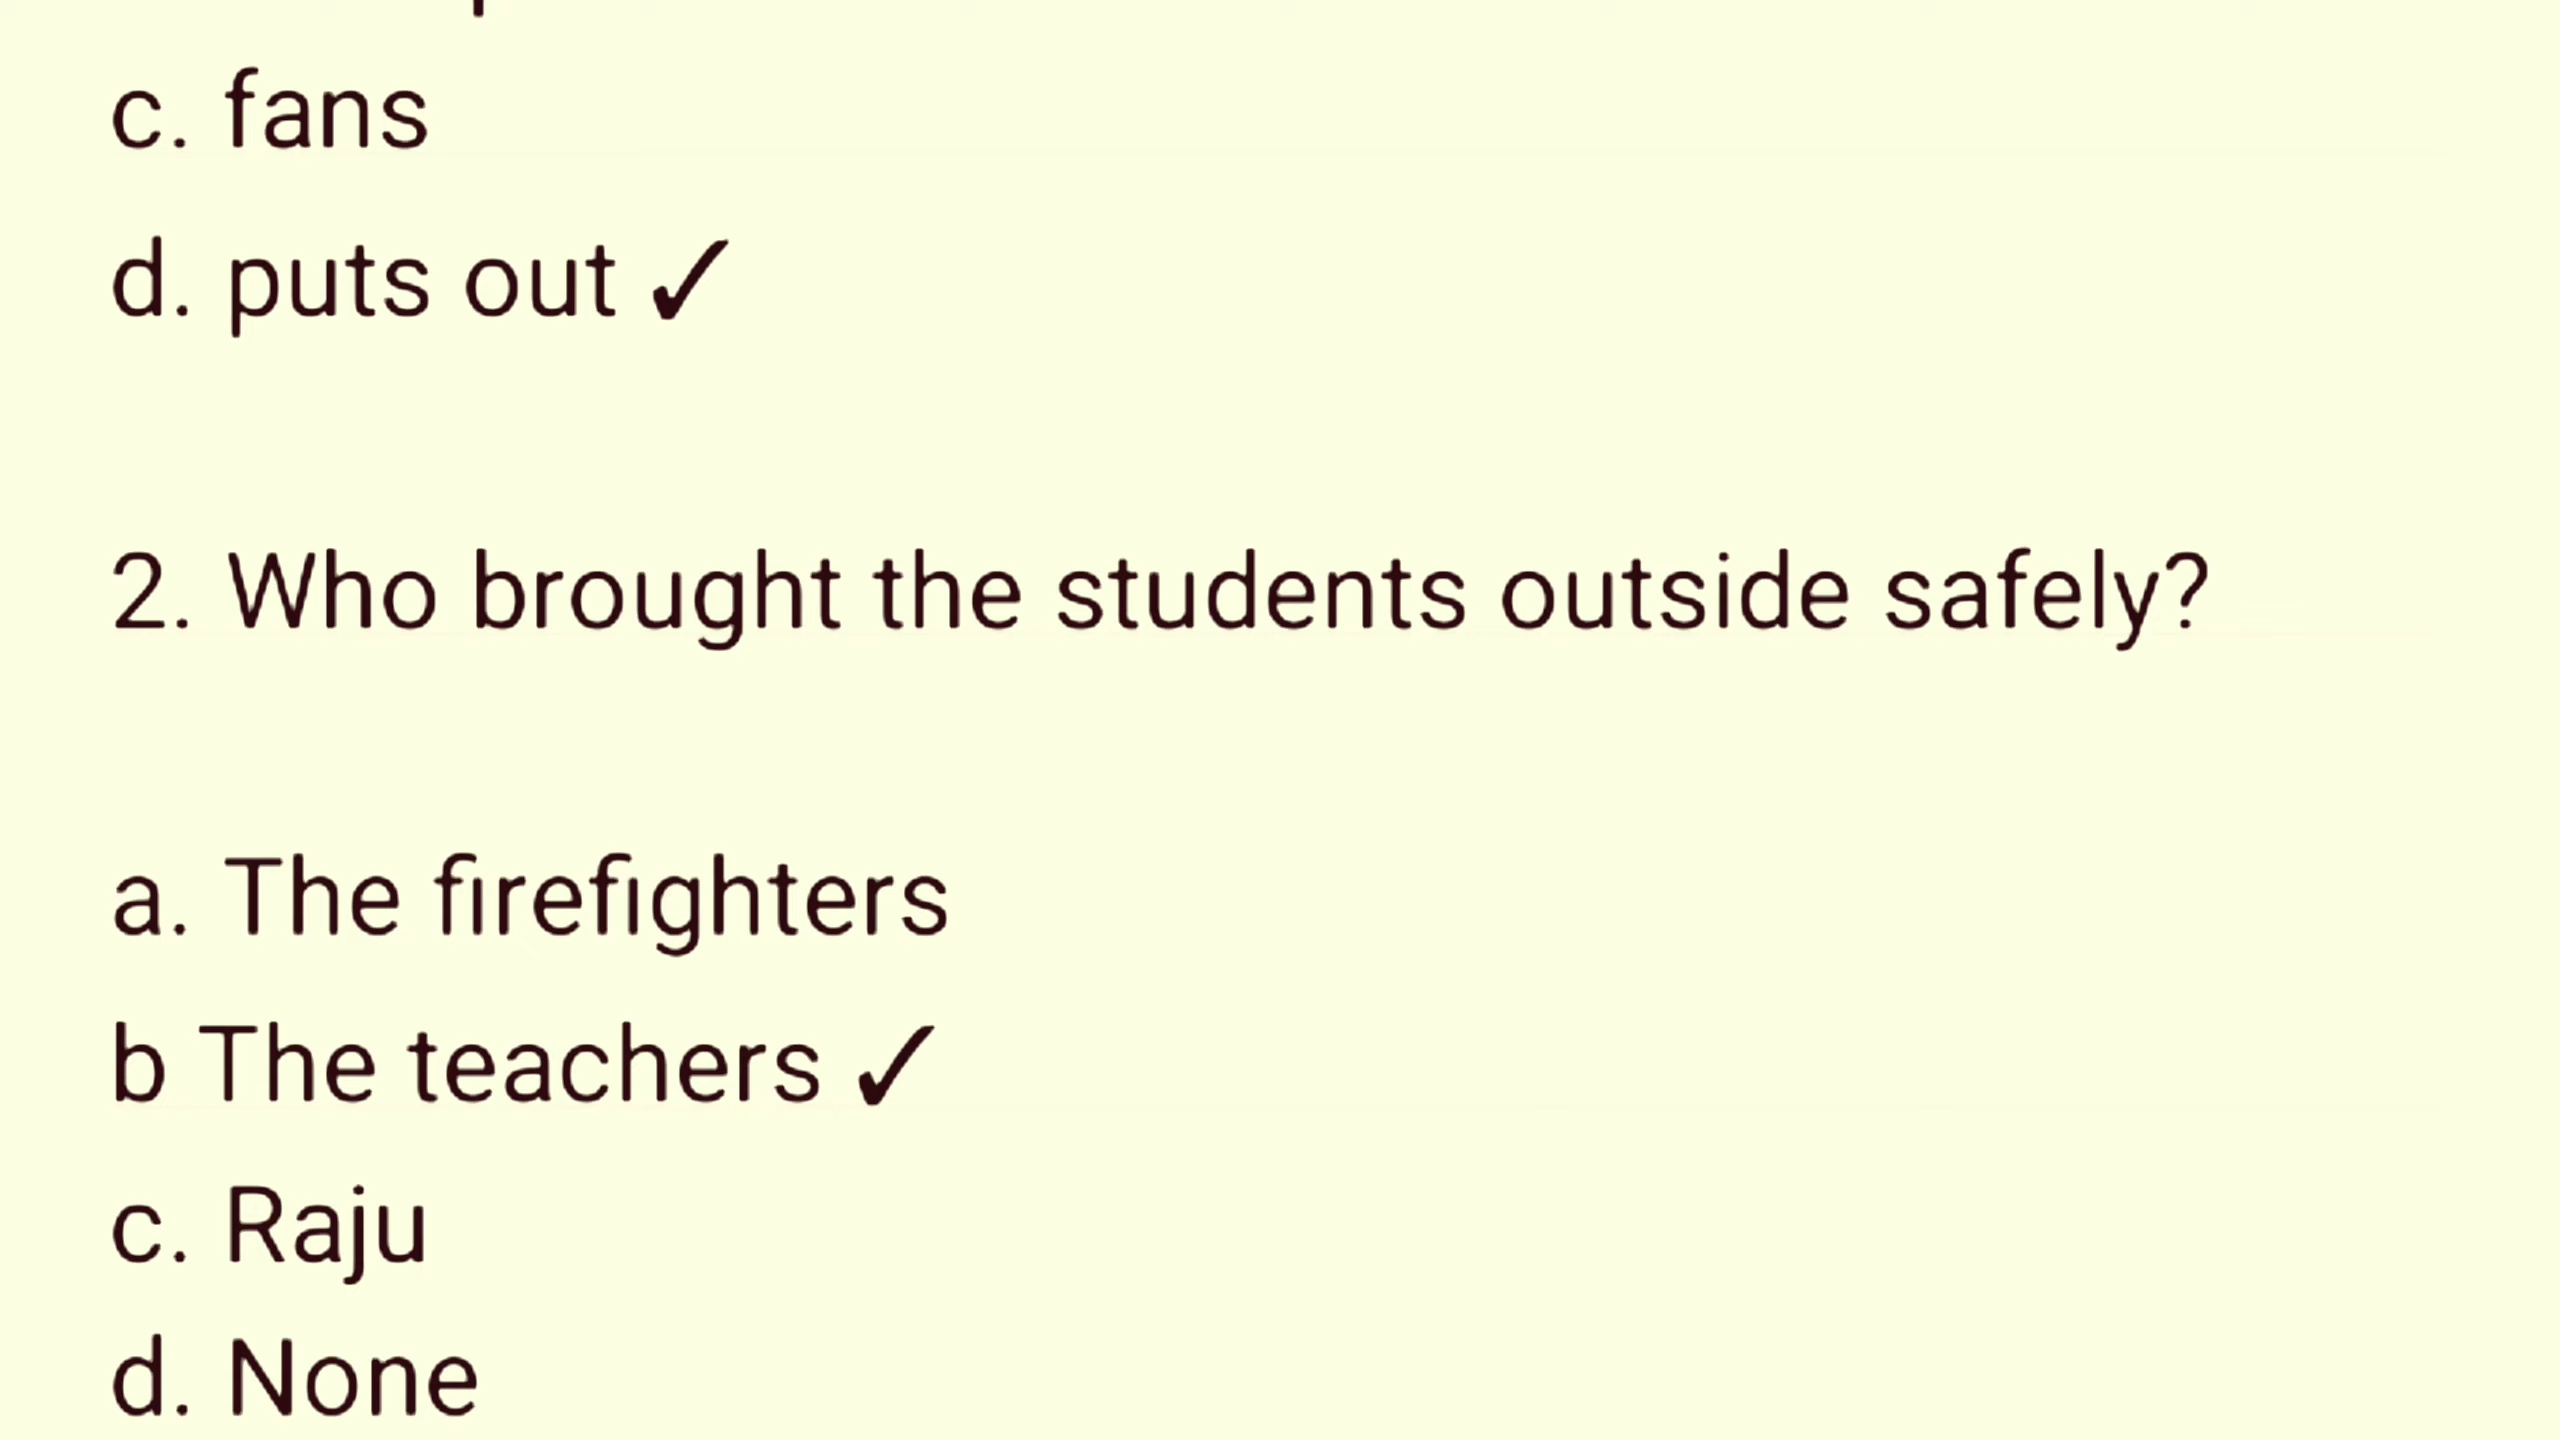 c. fans
d. puts out ✓
2. Who brought the students outside safely?
a. The firefighters
b The teachers ✓
c. Raju
d. None